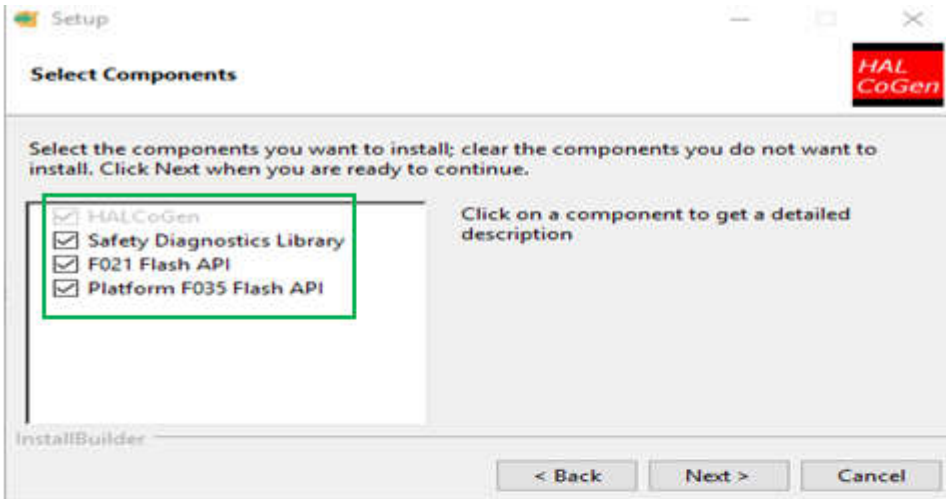 Setup
Select Components
HAL
CoGen
Select the components you want to install; clear the components you do not want to
install. Click Next when you are ready to continue.
HALCoGen
Safety Diagnostics Library
F021 Flash API
Platform F035 Flash API
Click on a component to get a detailed
description
InstallBuilder
< Back
Next >
Cancel